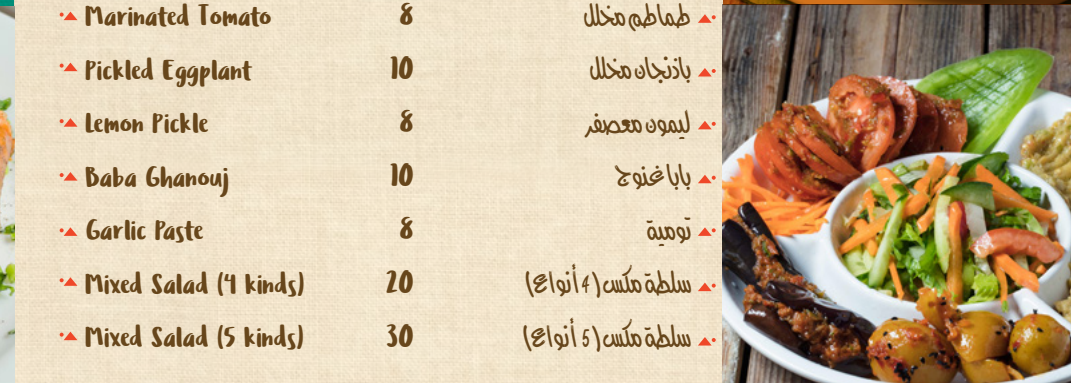 Marinated Tomato 8 طماطم مخلل
Pickled Eggplant 10 باذنجان مخلل
Lemon Pickle 8 ليمون معصفر
Baba Ghanouj 10 بابا غنوج
Garlic Paste 8 تومية
Mixed Salad (4 kinds) 20 سلطة مكس (4 أنواع)
Mixed Salad (5 kinds) 30 سلطة مكس (5 أنواع)